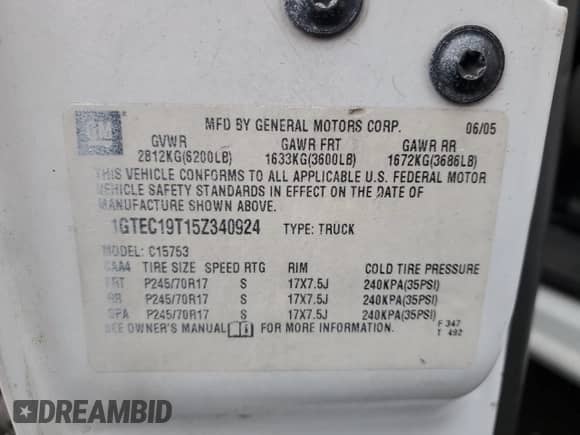 GM
MFD BY GENERAL MOTORS CORP. 06/05
GVWR GAWR FRT GAWR RR
2812KG(6200LB) 1633KG(3600LB) 1672KG(3686LB)
THIS VEHICLE CONFORMS TO ALL APPLICABLE U.S. FEDERAL MOTOR
VEHICLE SAFETY STANDARDS IN EFFECT ON THE DATE OF
MANUFACTURE SHOWN ABOVE.
1GTEC19T15Z340924 TYPE: TRUCK
MODEL: C15753
CAA4 TIRE SIZE SPEED RTG RIM COLD TIRE PRESSURE
FRT P245/70R17 S 17X7.5J 240KPA(35PSI)
RR P245/70R17 S 17X7.5J 240KPA(35PSI)
SPA P245/70R17 S 17X7.5J 240KPA(35PSI)
SEE OWNER'S MANUAL FOR MORE INFORMATION. F 347
T 492
DREAMBID